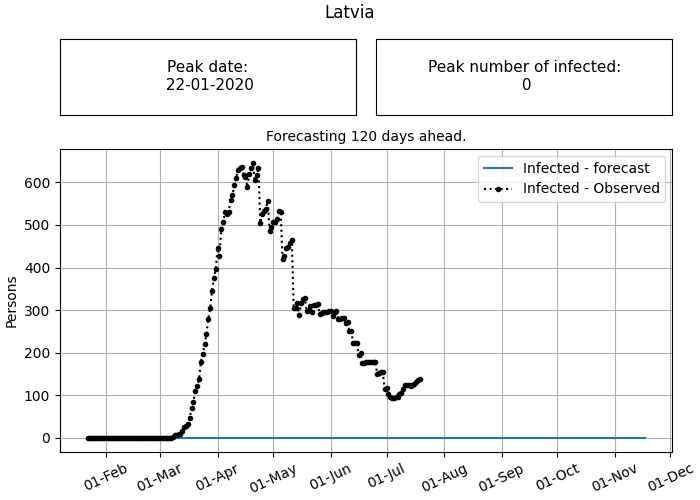 Latvia
Peak date:
22-01-2020
Peak number of infected:
0
Forecasting 120 days ahead.
Infected - forecast
Infected - Observed
Persons
600
500
400
300
200
100
0
01-Feb
01-Mar
01-Apr
01-May
01-Jun
01-Jul
01-Aug
01-Sep
01-Oct
01-Nov
01-Dec